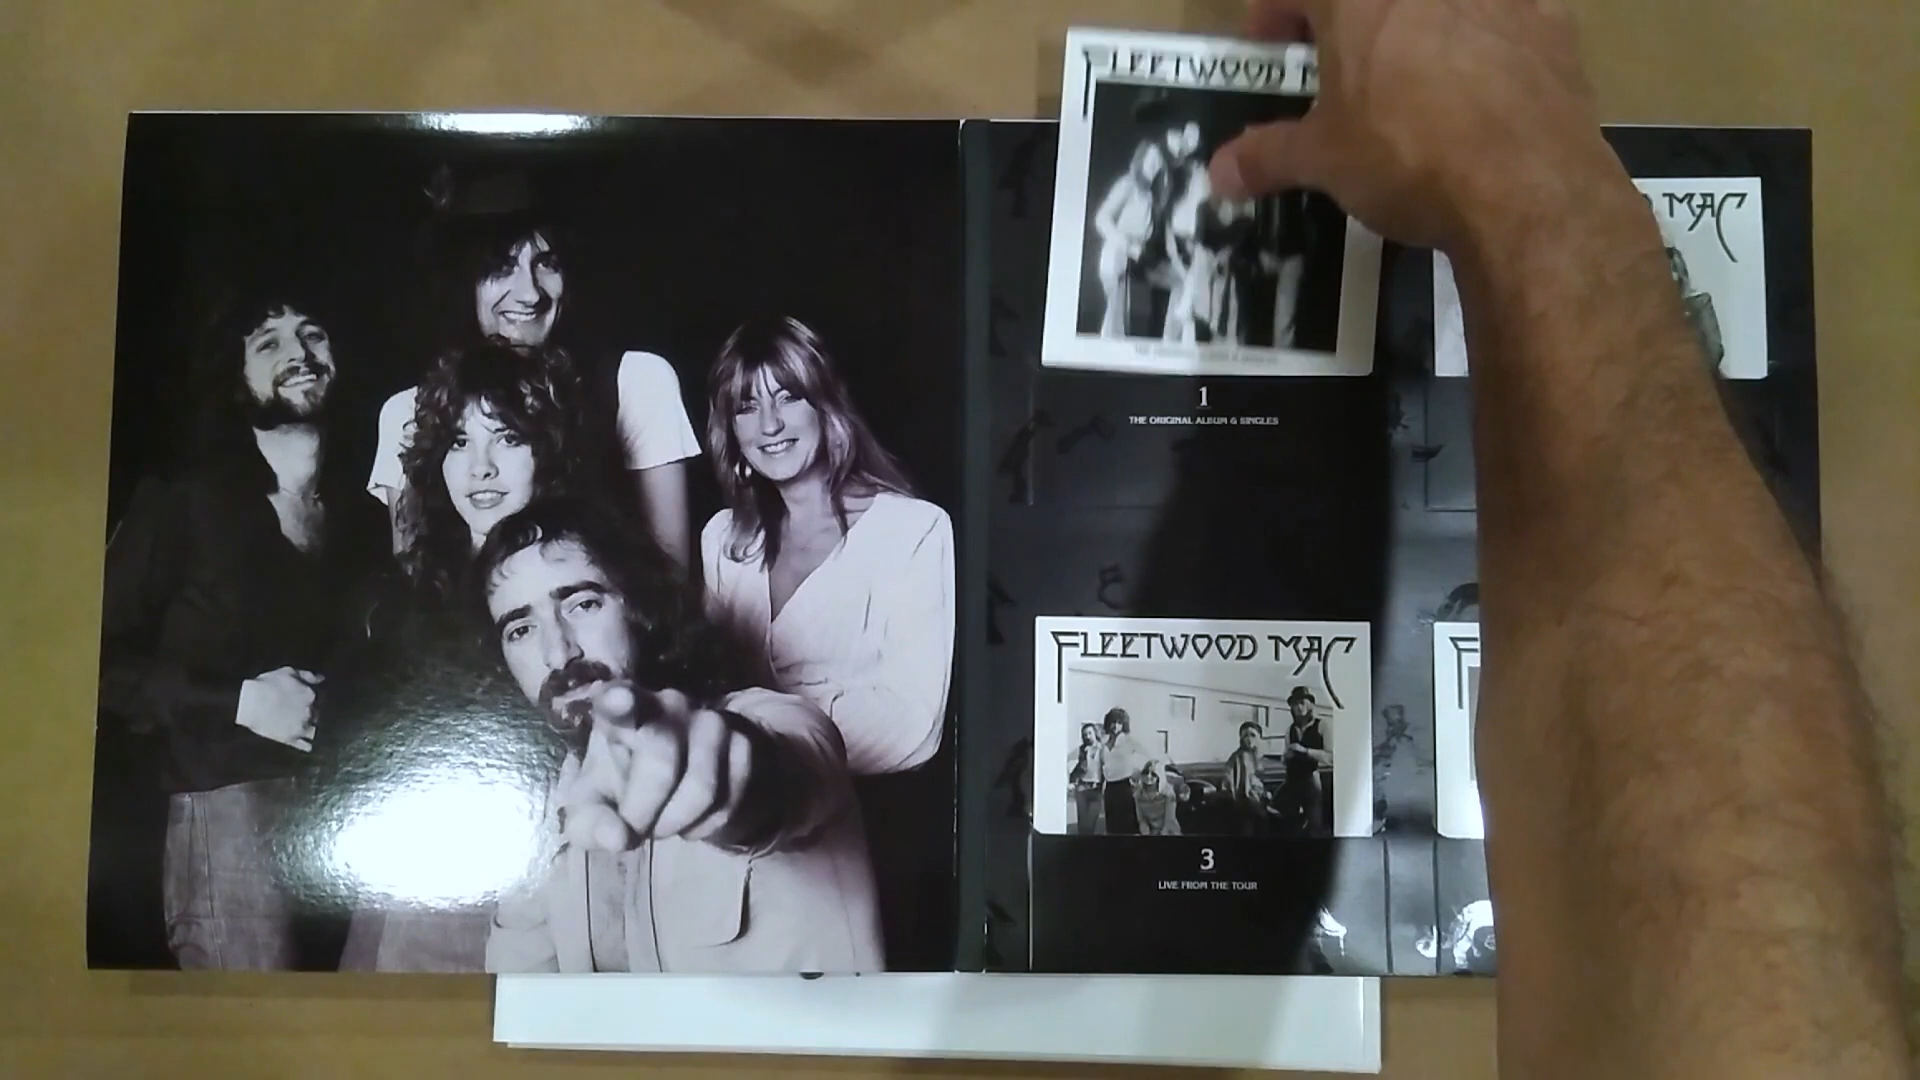 FLEETWOOD M
MAC
1
THE ORIGINAL ALBUM & SINGLES
FLEETWOOD MAC
F
3
LIVE FROM THE TOUR